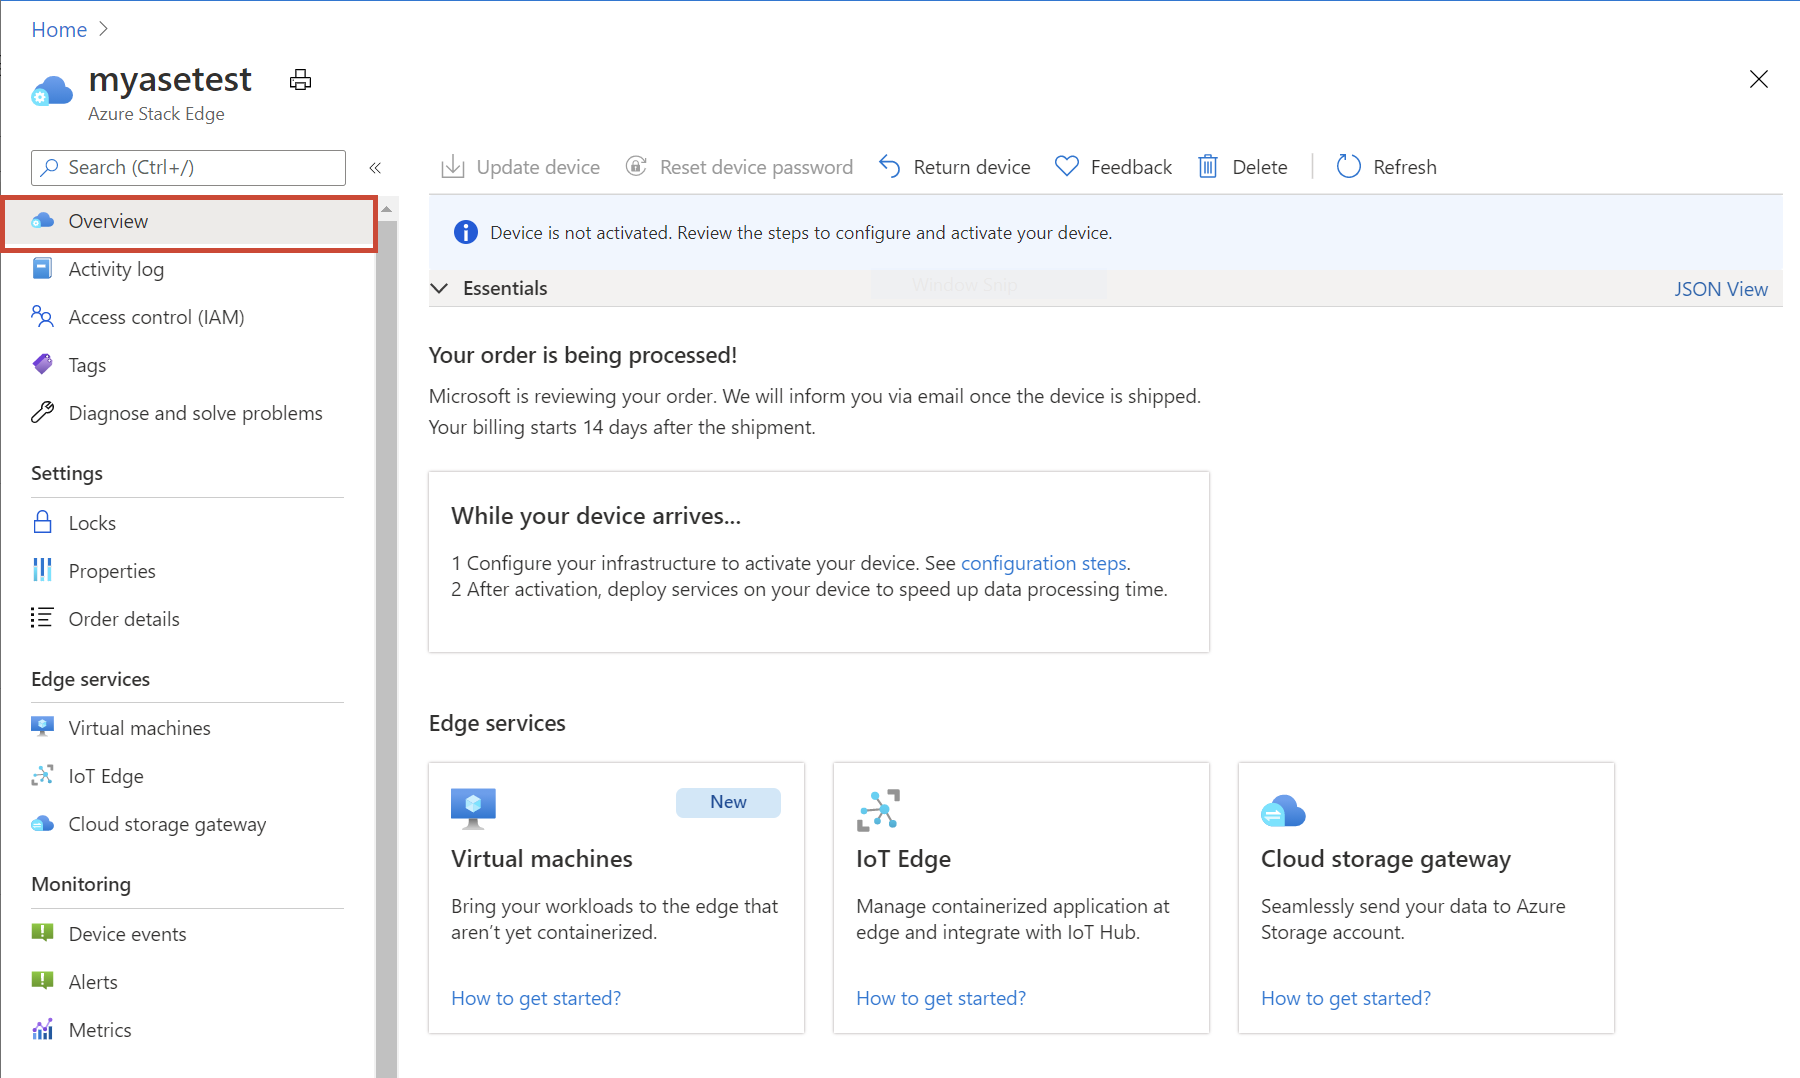 Home
myasetest
Azure Stack Edge
Search (Ctrl+/)
Overview
Activity log
Access control (IAM)
Tags
Diagnose and solve problems
Settings
Locks
Properties
Order details
Edge services
Virtual machines
IoT Edge
Cloud storage gateway
Monitoring
Device events
Alerts
Metrics
Update device
Reset device password
Return device
Feedback
Delete
Refresh
Device is not activated. Review the steps to configure and activate your device.
Essentials
Window Snip
JSON View
Your order is being processed!
Microsoft is reviewing your order. We will inform you via email once the device is shipped.
Your billing starts 14 days after the shipment.
While your device arrives...
1 Configure your infrastructure to activate your device. See configuration steps.
2 After activation, deploy services on your device to speed up data processing time.
Edge services
New
Virtual machines
Bring your workloads to the edge that
aren't yet containerized.
How to get started?
IoT Edge
Manage containerized application at
edge and integrate with IoT Hub.
How to get started?
Cloud storage gateway
Seamlessly send your data to Azure
Storage account.
How to get started?